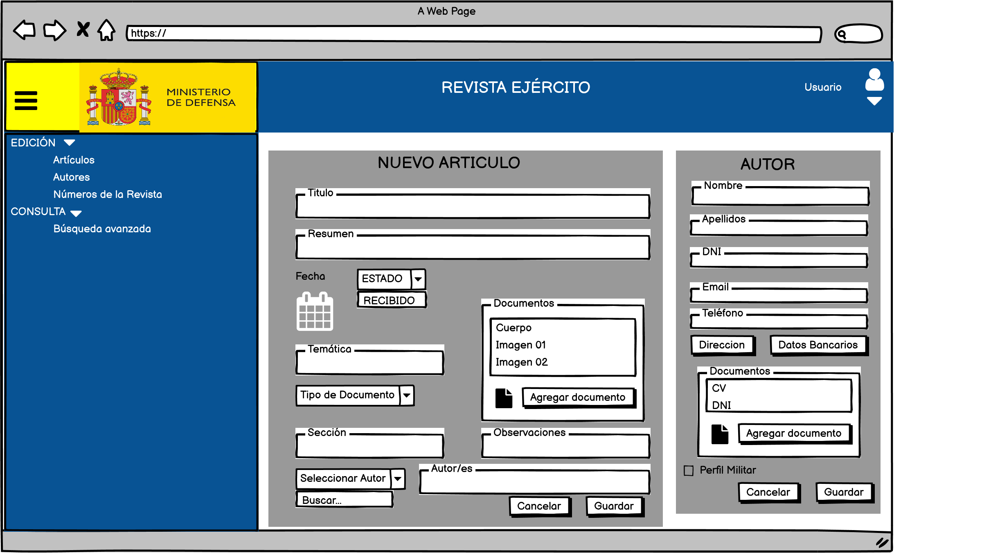 A Web Page
https://
MINISTERIO
DE DEFENSA
REVISTA EJÉRCITO
Usuario
EDICIÓN
Artículos
Autores
Números de la Revista
CONSULTA
Búsqueda avanzada
NUEVO ARTICULO
Titulo
Resumen
Fecha
ESTADO
RECIBIDO
Documentos
Cuerpo
Imagen 01
Imagen 02
Agregar documento
Temática
Tipo de Documento
Sección
Observaciones
Seleccionar Autor
Buscar...
Autor/es
Cancelar
Guardar
AUTOR
Nombre
Apellidos
DNI
Email
Teléfono
Direccion
Datos Bancarios
Documentos
CV
DNI
Agregar documento
Perfil Militar
Cancelar
Guardar